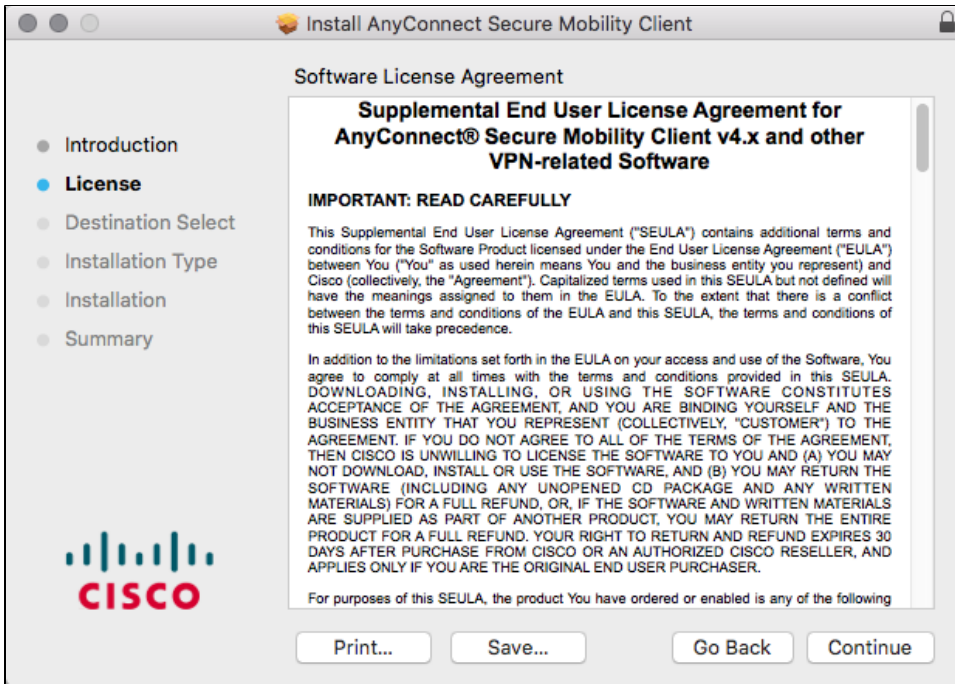 Install AnyConnect Secure Mobility Client
Software License Agreement
Introduction
License
Destination Select
Installation Type
Installation
Summary
CISCO
Supplemental End User License Agreement for
AnyConnect® Secure Mobility Client v4.x and other
VPN-related Software
IMPORTANT: READ CAREFULLY
This Supplemental End User License Agreement ("SEULA") contains additional terms and
conditions for the Software Product licensed under the End User License Agreement ("EULA")
between You ("You" as used herein means You and the business entity you represent) and
Cisco (collectively, the "Agreement"). Capitalized terms used in this SEULA but not defined will
have the meanings assigned to them in the EULA. To the extent that there is a conflict
between the terms and conditions of the EULA and this SEULA, the terms and conditions of
this SEULA will take precedence.
In addition to the limitations set forth in the EULA on your access and use of the Software, You
agree to comply at all times with the terms and conditions provided in this SEULA.
DOWNLOADING, INSTALLING, OR USING THE SOFTWARE CONSTITUTES
ACCEPTANCE OF THE AGREEMENT, AND YOU ARE BINDING YOURSELF AND THE
BUSINESS ENTITY THAT YOU REPRESENT (COLLECTIVELY, "CUSTOMER") TO THE
AGREEMENT. IF YOU DO NOT AGREE TO ALL OF THE TERMS OF THE AGREEMENT,
THEN CISCO IS UNWILLING TO LICENSE THE SOFTWARE TO YOU AND (A) YOU MAY
NOT DOWNLOAD, INSTALL OR USE THE SOFTWARE, AND (B) YOU MAY RETURN THE
SOFTWARE (INCLUDING ANY UNOPENED CD PACKAGE AND ANY WRITTEN
MATERIALS) FOR A FULL REFUND, OR, IF THE SOFTWARE AND WRITTEN MATERIALS
ARE SUPPLIED AS PART OF ANOTHER PRODUCT, YOU MAY RETURN THE ENTIRE
PRODUCT FOR A FULL REFUND. YOUR RIGHT TO RETURN AND REFUND EXPIRES 30
DAYS AFTER PURCHASE FROM CISCO OR AN AUTHORIZED CISCO RESELLER, AND
APPLIES ONLY IF YOU ARE THE ORIGINAL END USER PURCHASER.
For purposes of this SEULA, the product You have ordered or enabled is any of the following
Print...
Save...
Go Back
Continue